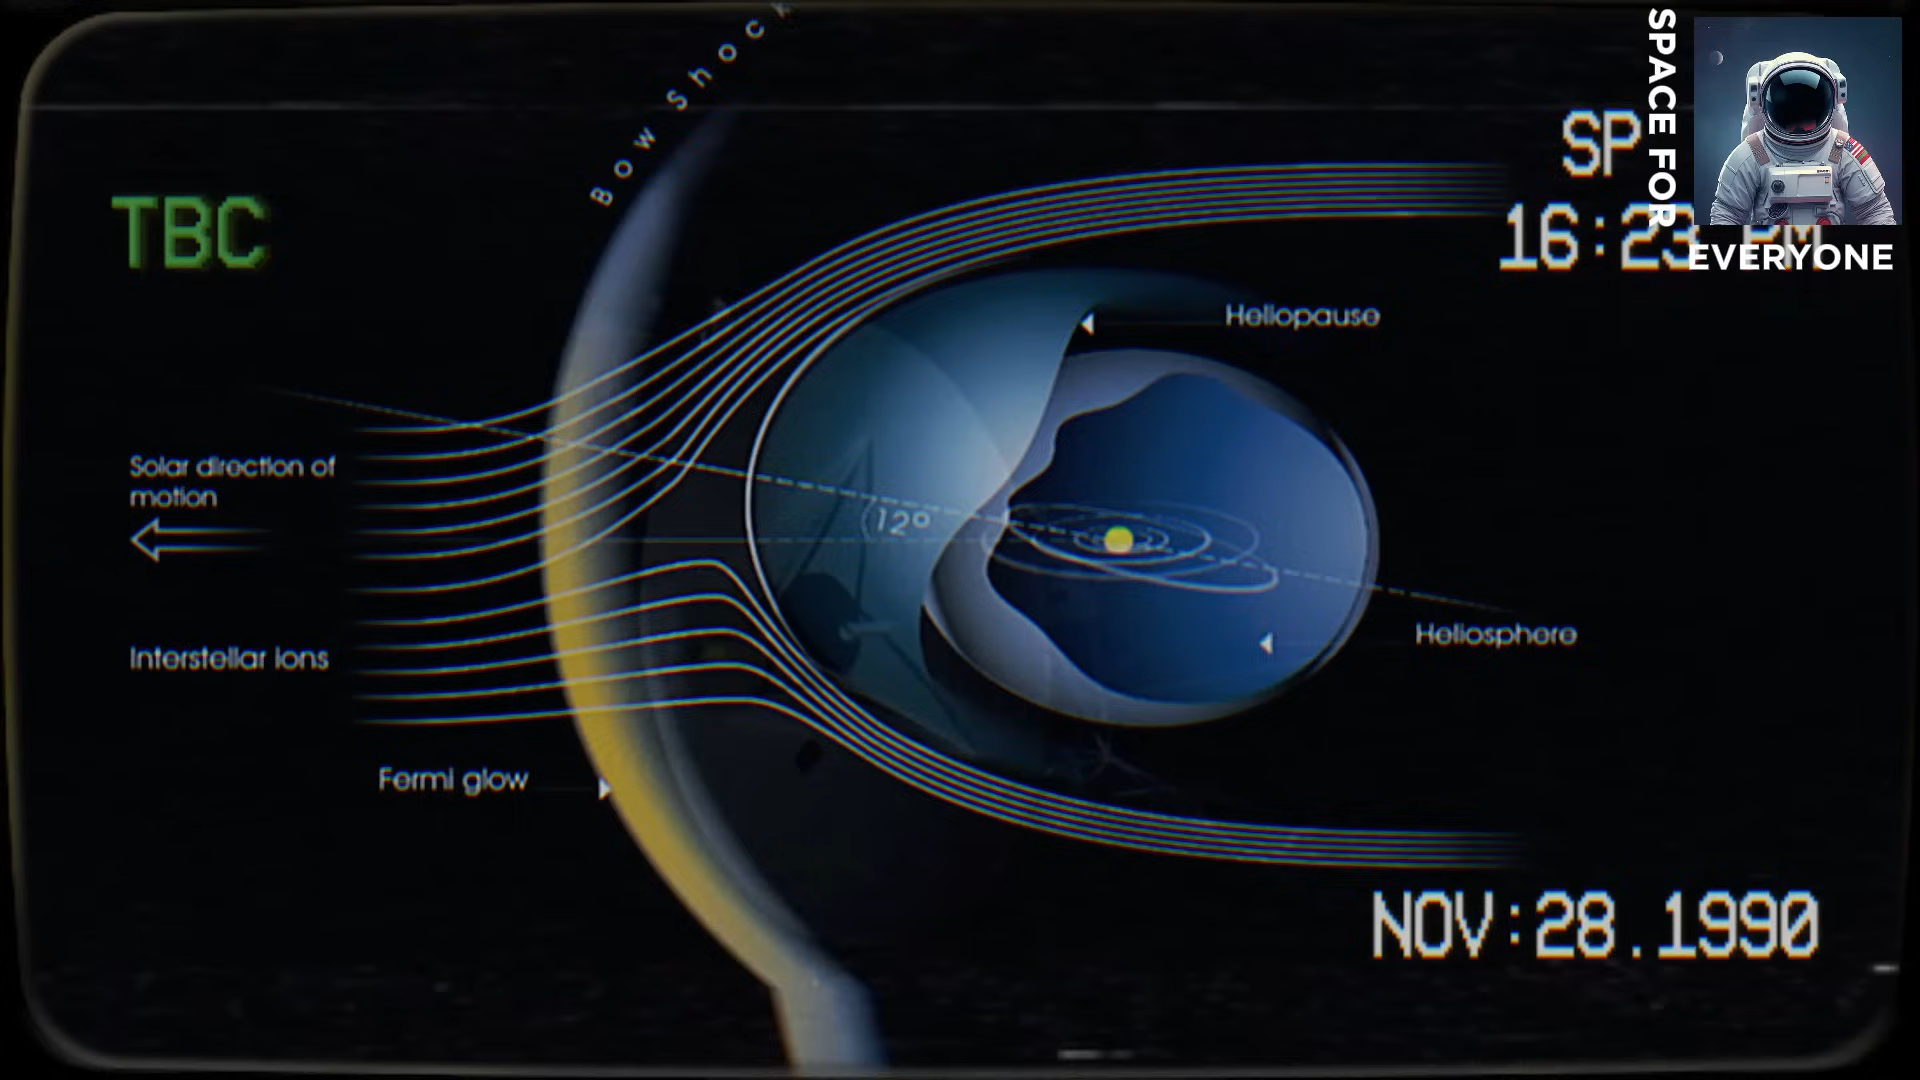 Bow Shock
SPACE FOR
EVERYONE
SP
TBC
16:23 PM
Heliopause
Solar direction of
motion
12°
Heliosphere
Interstellar ions
Fermi glow
NOV:28.1990